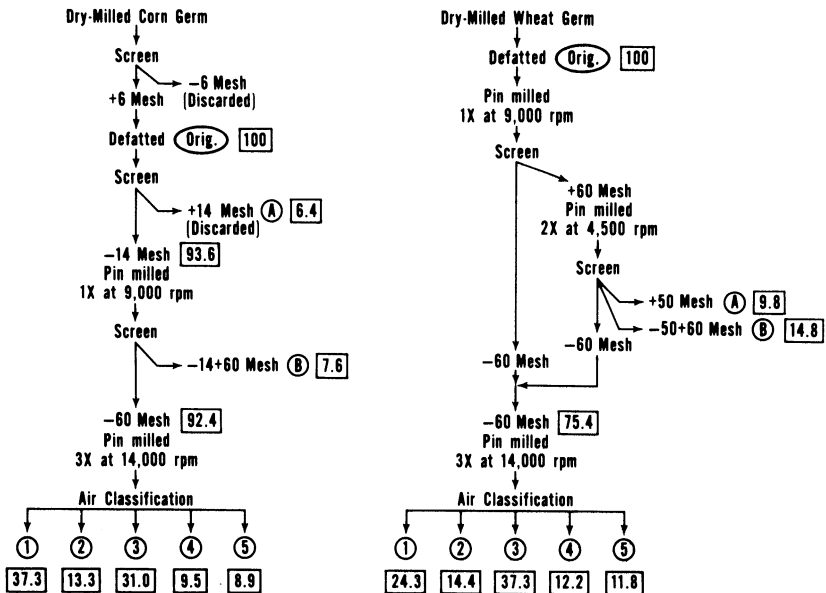 Dry-Milled Corn Germ
Screen
−6 Mesh
(Discarded)
+6 Mesh
Defatted Orig. 100
Screen
+14 Mesh A 6.4
(Discarded)
−14 Mesh 93.6
Pin milled
1X at 9,000 rpm
Screen
−14+60 Mesh B 7.6
−60 Mesh 92.4
Pin milled
3X at 14,000 rpm
Air Classification
1 2 3 4 5
37.3 13.3 31.0 9.5 8.9
Dry-Milled Wheat Germ
Defatted Orig. 100
Pin milled
1X at 9,000 rpm
Screen
+60 Mesh
Pin milled
2X at 4,500 rpm
Screen
+50 Mesh A 9.8
−50+60 Mesh B 14.8
−60 Mesh
−60 Mesh
−60 Mesh 75.4
Pin milled
3X at 14,000 rpm
Air Classification
1 2 3 4 5
24.3 14.4 37.3 12.2 11.8